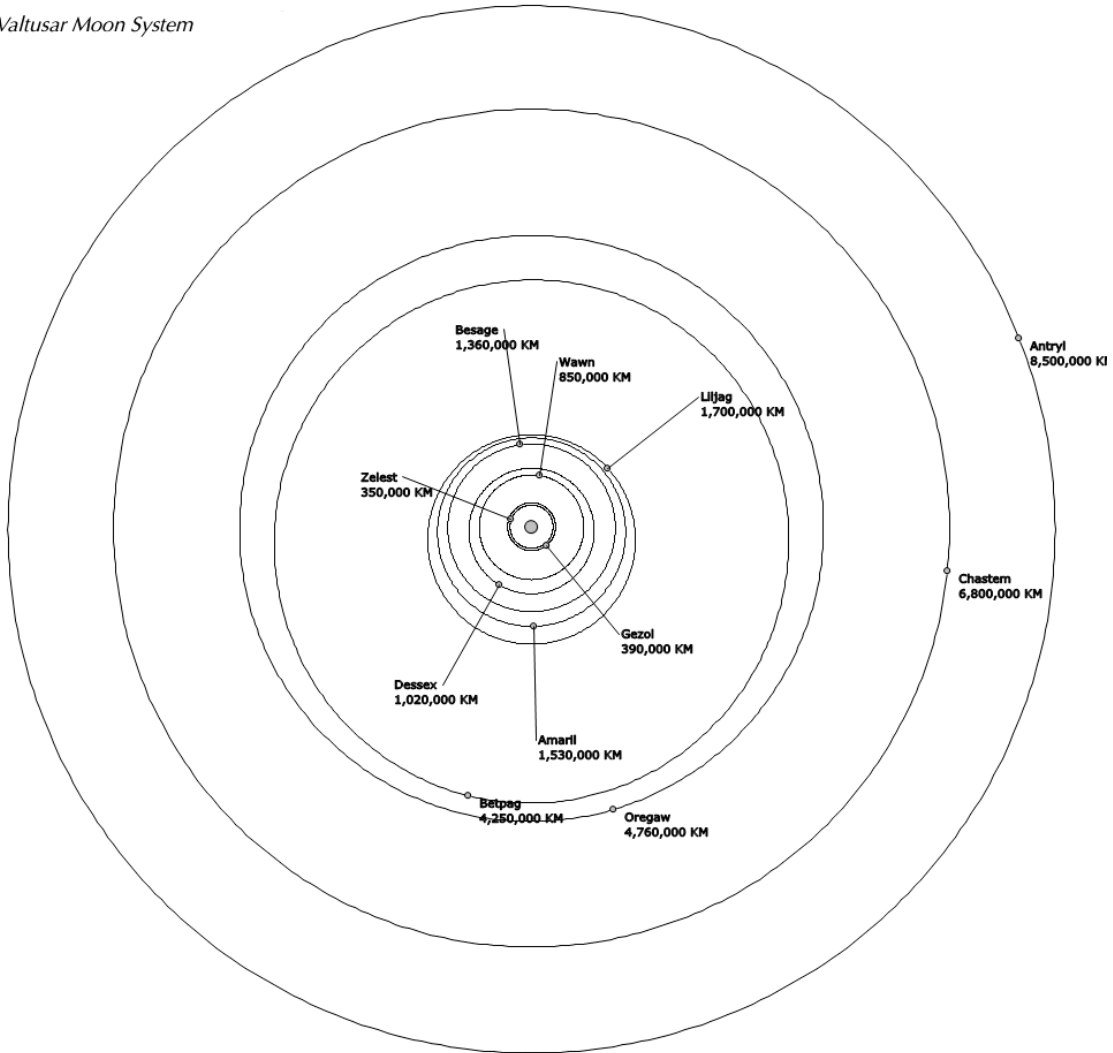 Valtusar Moon System
Besage
1,360,000 KM
Wawn
850,000 KM
Antryl
8,500,000 KM
Liljag
1,700,000 KM
Zelest
350,000 KM
Chastem
6,800,000 KM
Gezol
390,000 KM
Dessex
1,020,000 KM
Amaril
1,530,000 KM
Betpag
4,250,000 KM
Oregaw
4,760,000 KM